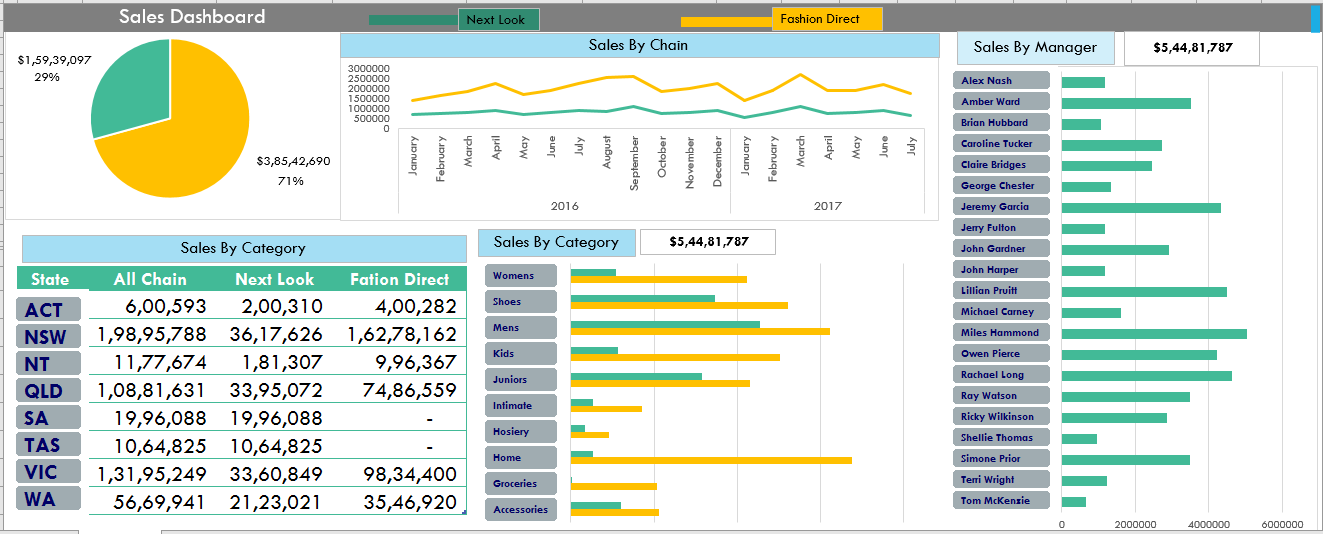 Sales Dashboard
Next Look
Fashion Direct
$1,59,39,097
29%
$3,85,42,690
71%
Sales By Chain
3000000
2500000
2000000
1500000
1000000
500000
0
January
February
March
April
May
June
July
August
September
October
November
December
January
February
March
April
May
June
July
2016
2017
Sales By Manager
$5,44,81,787
Alex Nash
Amber Ward
Brian Hubbard
Caroline Tucker
Claire Bridges
George Chester
Jeremy Garcia
Jerry Fulton
John Gardner
John Harper
Lillian Pruitt
Michael Carney
Miles Hammond
Owen Pierce
Rachael Long
Ray Watson
Ricky Wilkinson
Shellie Thomas
Simone Prior
Terri Wright
Tom McKenzie
0 2000000 4000000 6000000
Sales By Category
State All Chain Next Look Fation Direct
ACT 6,00,593 2,00,310 4,00,282
NSW 1,98,95,788 36,17,626 1,62,78,162
NT 11,77,674 1,81,307 9,96,367
QLD 1,08,81,631 33,95,072 74,86,559
SA 19,96,088 19,96,088 -
TAS 10,64,825 10,64,825 -
VIC 1,31,95,249 33,60,849 98,34,400
WA 56,69,941 21,23,021 35,46,920
Sales By Category
$5,44,81,787
Womens
Shoes
Mens
Kids
Juniors
Intimate
Hosiery
Home
Groceries
Accessories